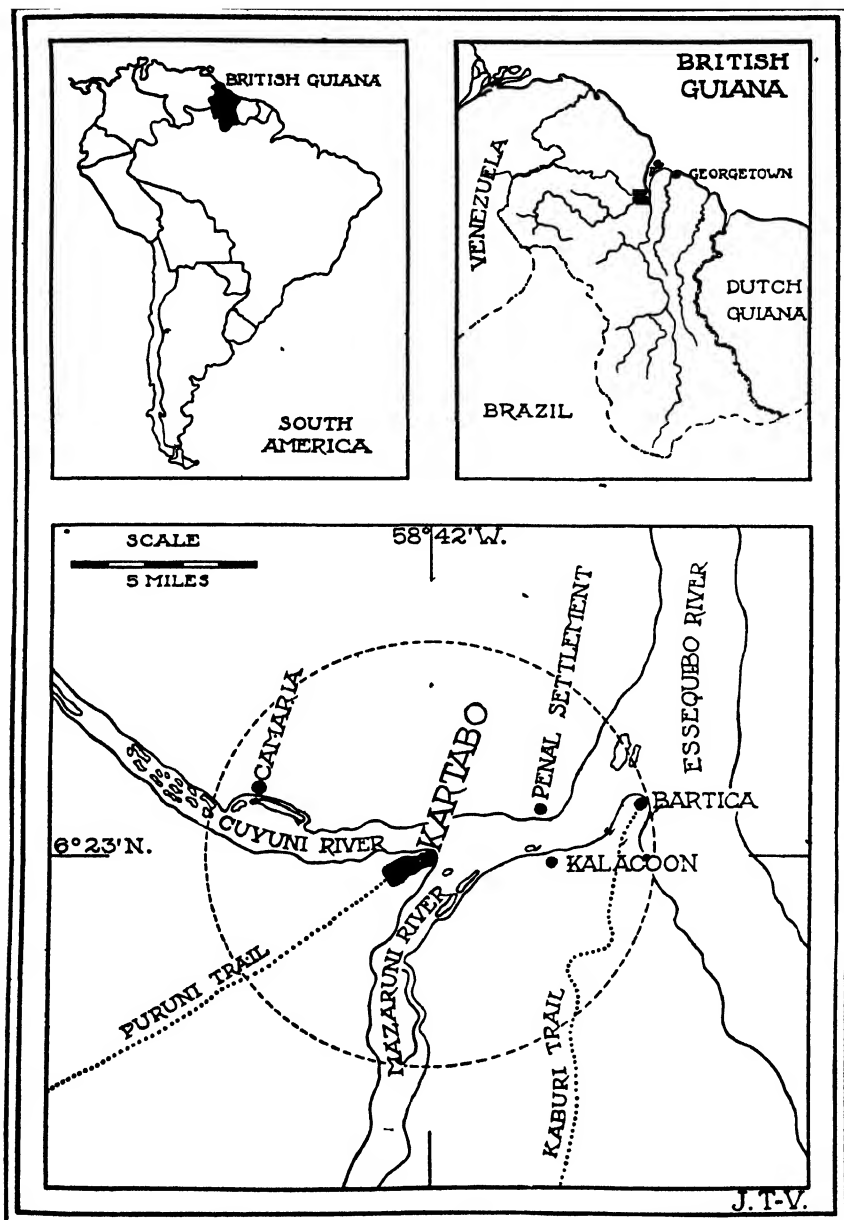 BRITISH GUIANA
SOUTH
AMERICA
BRITISH
GUIANA
VENEZUELA
GEORGETOWN
DUTCH
GUIANA
BRAZIL
SCALE
5 MILES
58°42'W.
PENAL SETTLEMENT
ESSEQUIBO RIVER
CAMARIA
KARTABO
BARTICA
CUYUNI RIVER
6°23'N.
KALACOON
MAZARUNI RIVER
PURUNI TRAIL
KABURI TRAIL
J. T-V.